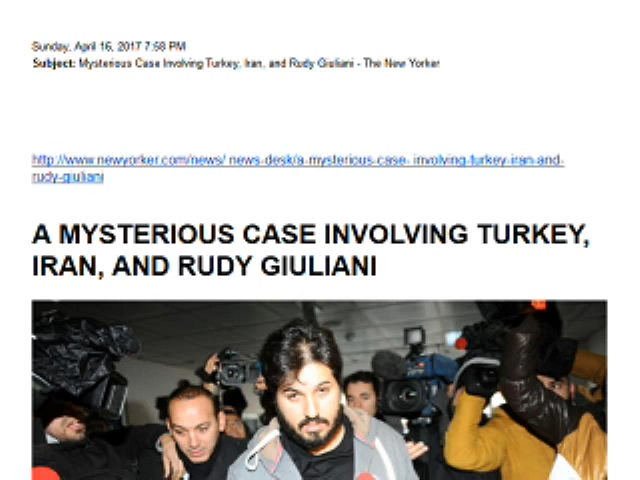 Sunday, April 16, 2017 7:58 PM
Subject: Mysterious Case Involving Turkey, Iran, and Rudy Giuliani - The New Yorker
http://www.newyorker.com/news/ news-desk/a-mysterious-case- involving-turkey-iran-and-
rudy-giuliani
A MYSTERIOUS CASE INVOLVING TURKEY,
IRAN, AND RUDY GIULIANI